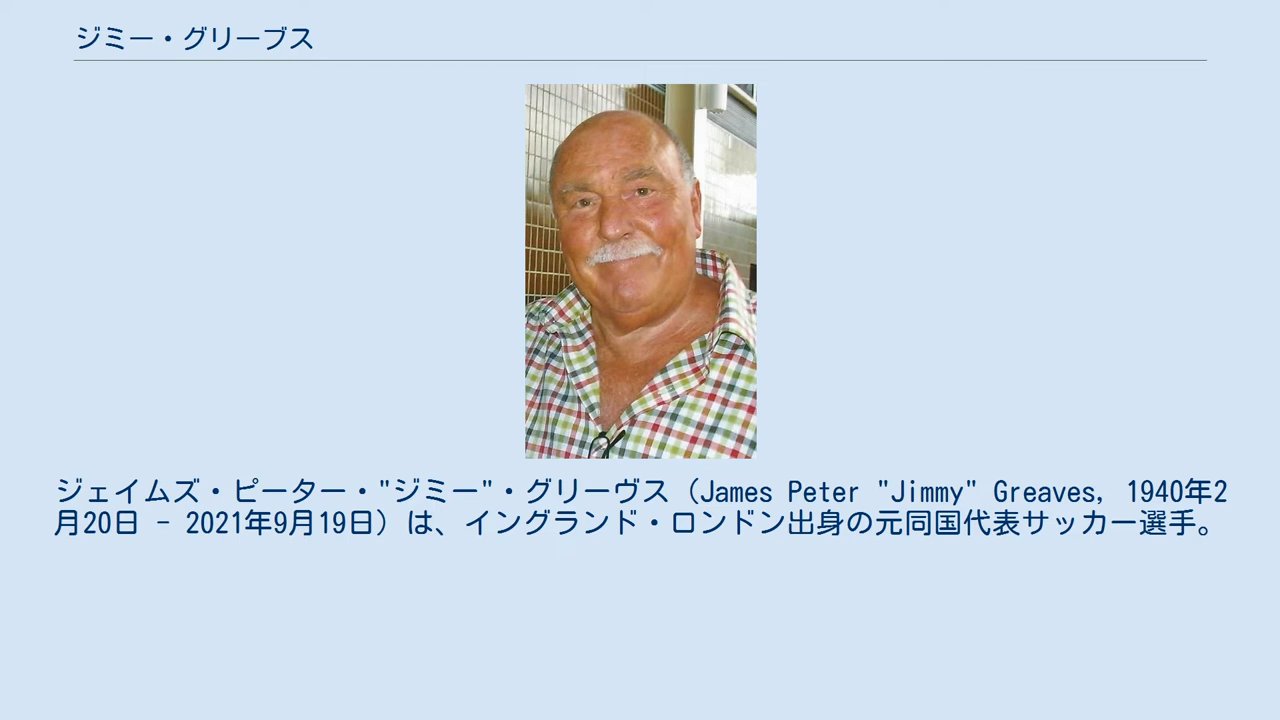 ジミー・グリーブス
ジェイムズ・ピーター・"ジミー"・グリーヴス（James Peter "Jimmy" Greaves, 1940年2
月20日 - 2021年9月19日）は、イングランド・ロンドン出身の元同国代表サッカー選手。